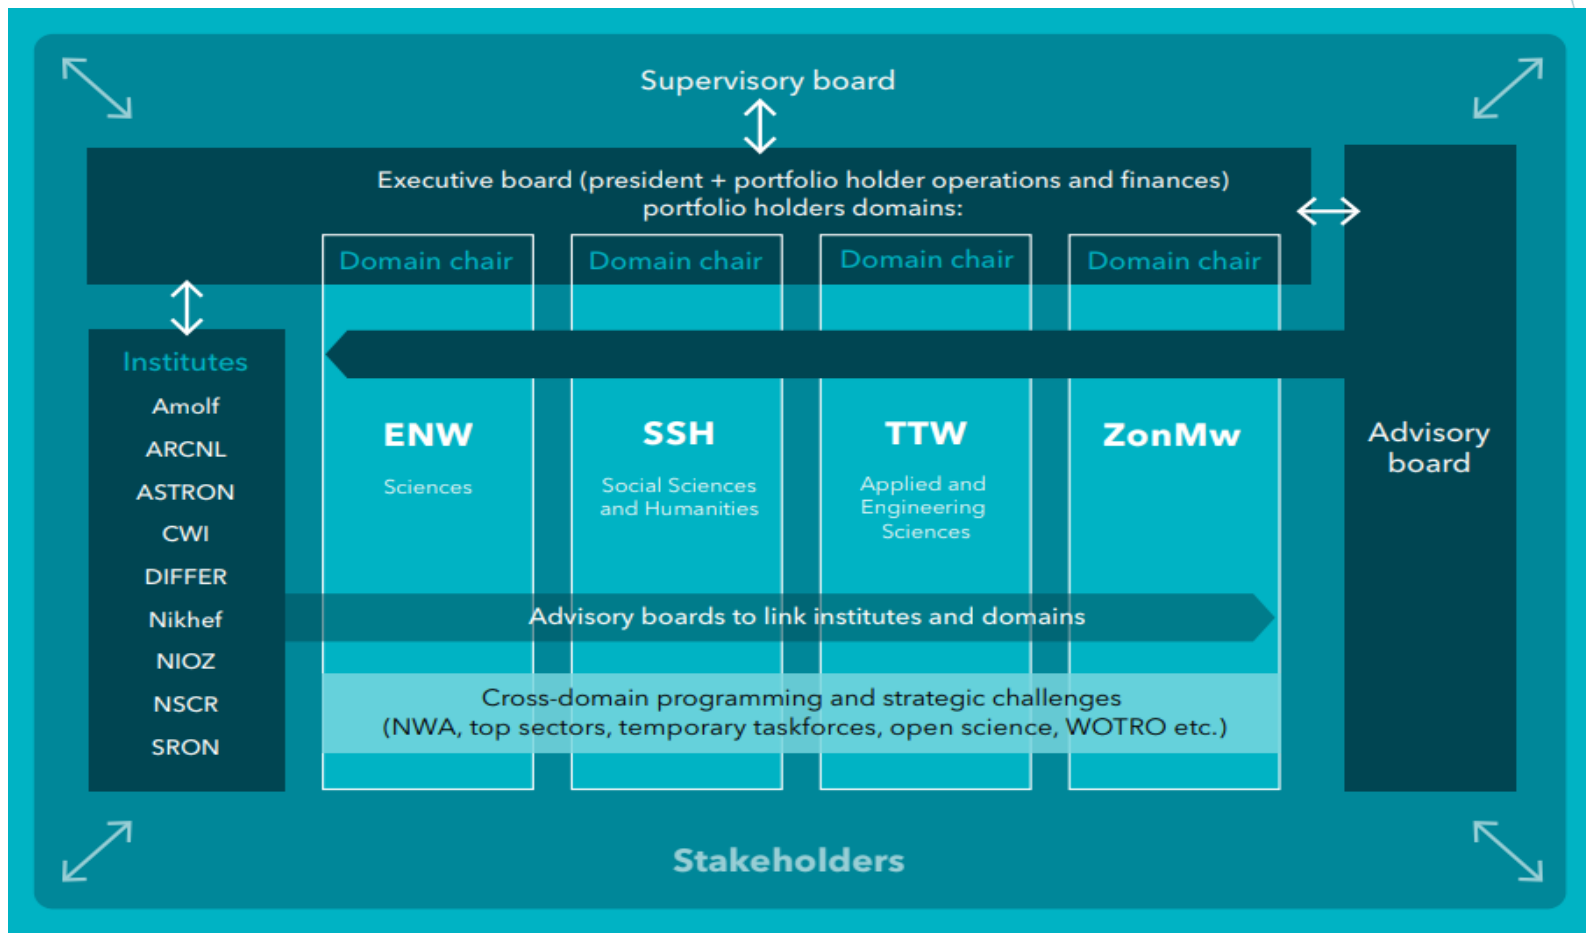 Supervisory board
Executive board (president + portfolio holder operations and finances)
portfolio holders domains:
Domain chair
Domain chair
Domain chair
Domain chair
Institutes
Amolf
ARCNL
ASTRON
CWI
DIFFER
Nikhef
NIOZ
NSCR
SRON
ENW
Sciences
SSH
Social Sciences
and Humanities
TTW
Applied and
Engineering
Sciences
ZonMw
Advisory
board
Advisory boards to link institutes and domains
Cross-domain programming and strategic challenges
(NWA, top sectors, temporary taskforces, open science, WOTRO etc.)
Stakeholders